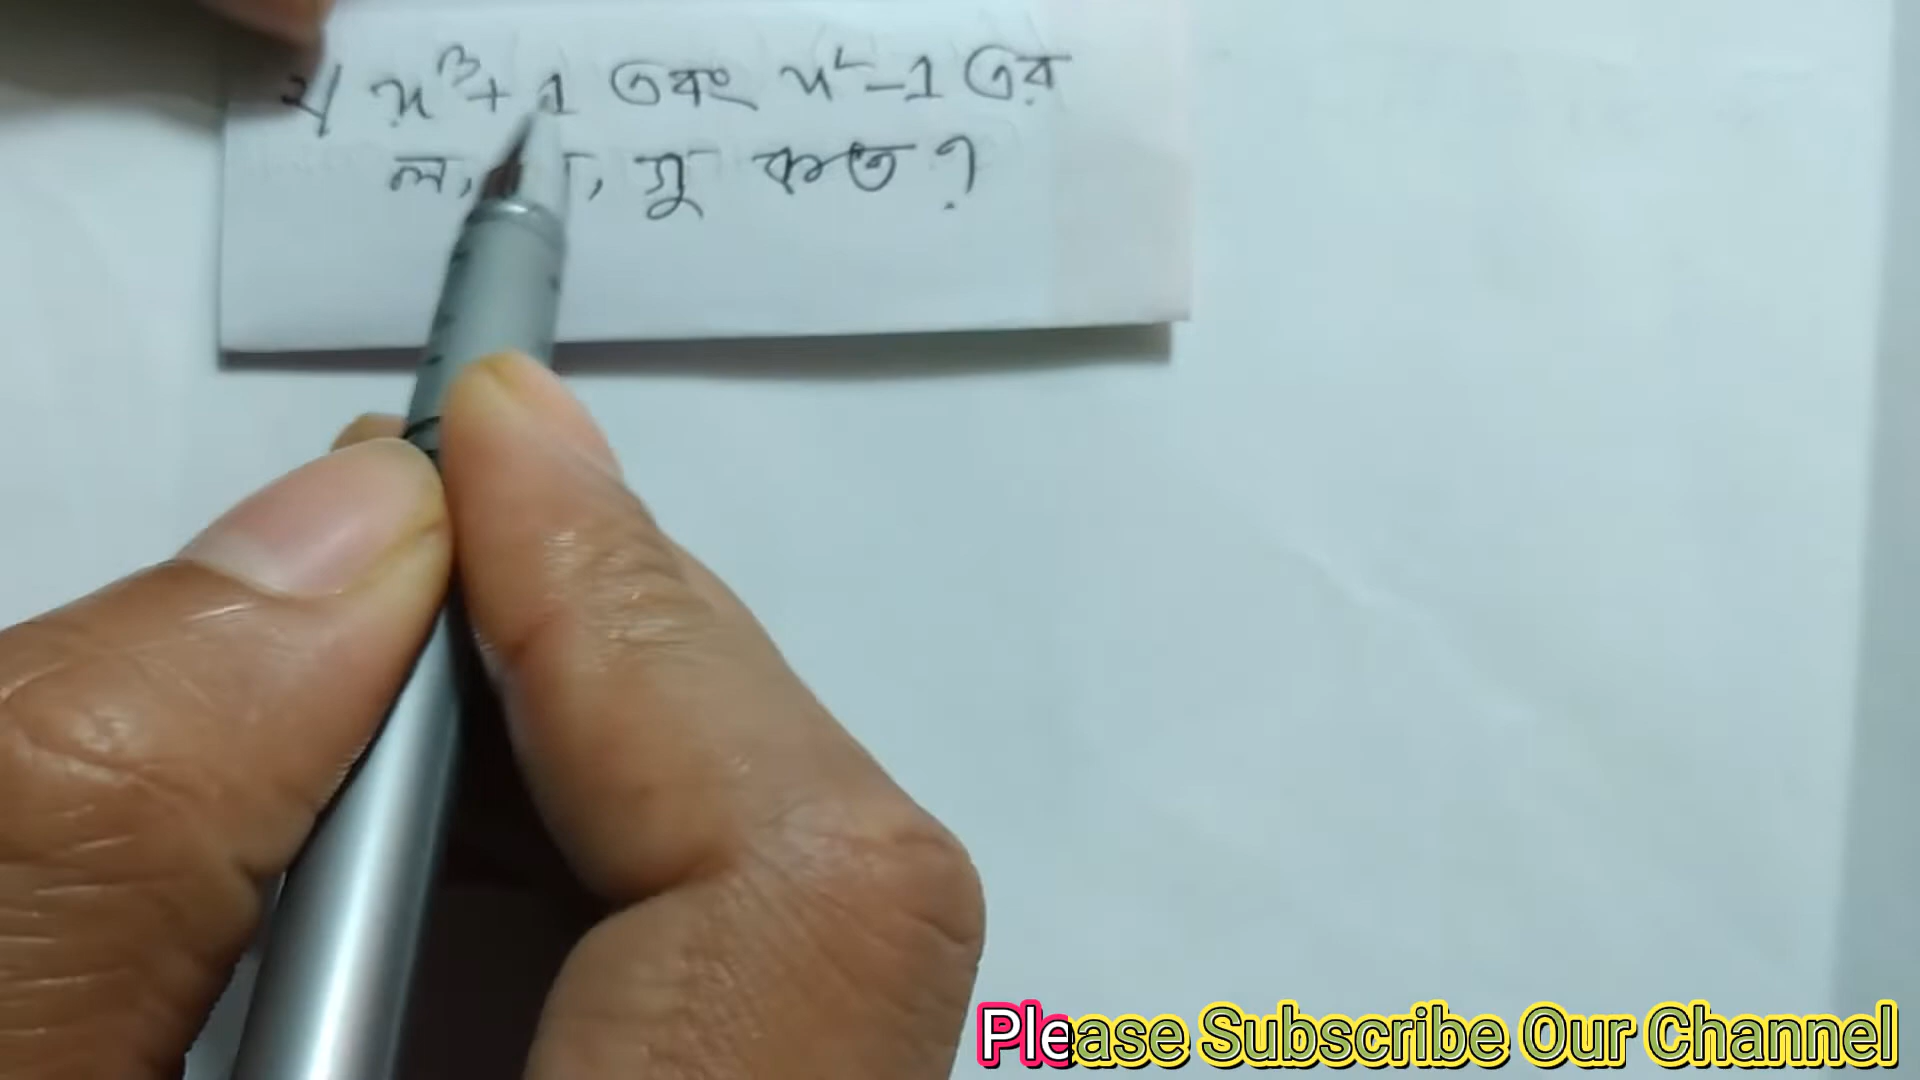 ২। x³+1 এবং x²-1 এর
ল, সা, গু কত?
Please Subscribe Our Channel